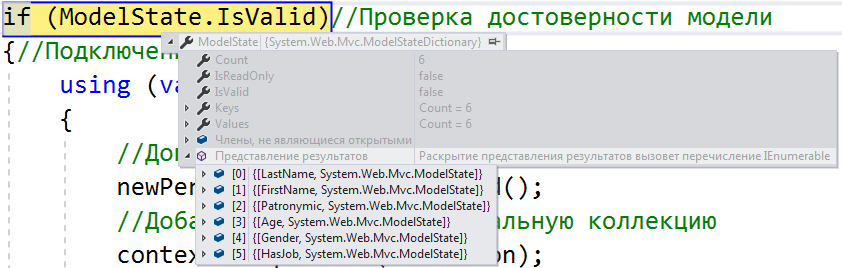 if (ModelState.IsValid)//Проверка достоверности модели
ModelState {System.Web.Mvc.ModelStateDictionary}
{//Подключен
Count 6
IsReadOnly false
using (va
IsValid false
Keys Count = 6
{
Values Count = 6
Члены, не являющиеся открытыми
//До
Представление результатов Раскрытие представления результатов вызовет перечисление IEnumerable
[0] {[LastName, System.Web.Mvc.ModelState]}
newPer d();
[1] {[FirstName, System.Web.Mvc.ModelState]}
[2] {[Patronymic, System.Web.Mvc.ModelState]}
//Доба альную коллекцию
[3] {[Age, System.Web.Mvc.ModelState]}
[4] {[Gender, System.Web.Mvc.ModelState]}
contex on);
[5] {[HasJob, System.Web.Mvc.ModelState]}